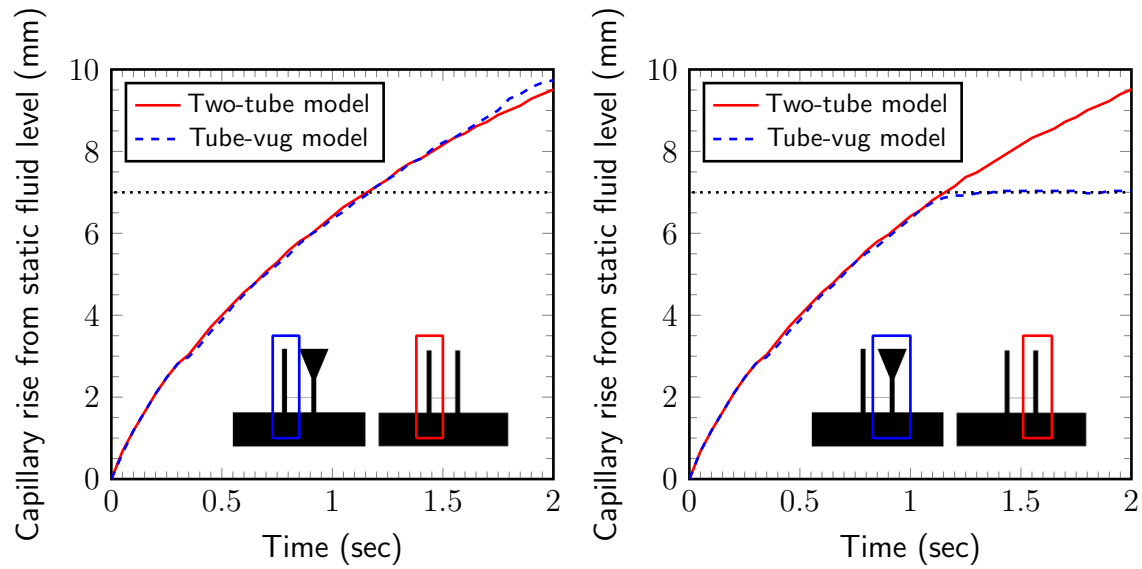 Capillary rise from static fluid level (mm)
10
8
6
4
2
0
Two-tube model
Tube-vug model
0 0.5 1 1.5 2
Time (sec)
Capillary rise from static fluid level (mm)
10
8
6
4
2
0
Two-tube model
Tube-vug model
0 0.5 1 1.5 2
Time (sec)